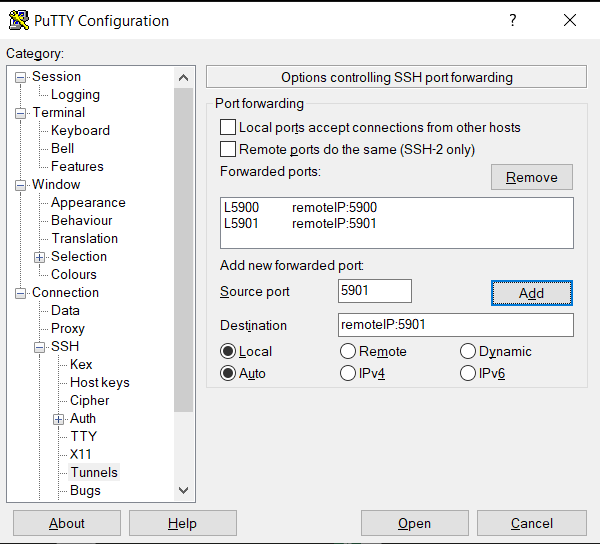 PuTTY Configuration
?
Category:
Session
Logging
Terminal
Keyboard
Bell
Features
Window
Appearance
Behaviour
Translation
Selection
Colours
Connection
Data
Proxy
SSH
Kex
Host keys
Cipher
Auth
TTY
X11
Tunnels
Bugs
Options controlling SSH port forwarding
Port forwarding
Local ports accept connections from other hosts
Remote ports do the same (SSH-2 only)
Forwarded ports:
Remove
L5900 remoteIP:5900
L5901 remoteIP:5901
Add new forwarded port:
Source port 5901 Add
Destination remoteIP:5901
Local Remote Dynamic
Auto IPv4 IPv6
About Help Open Cancel